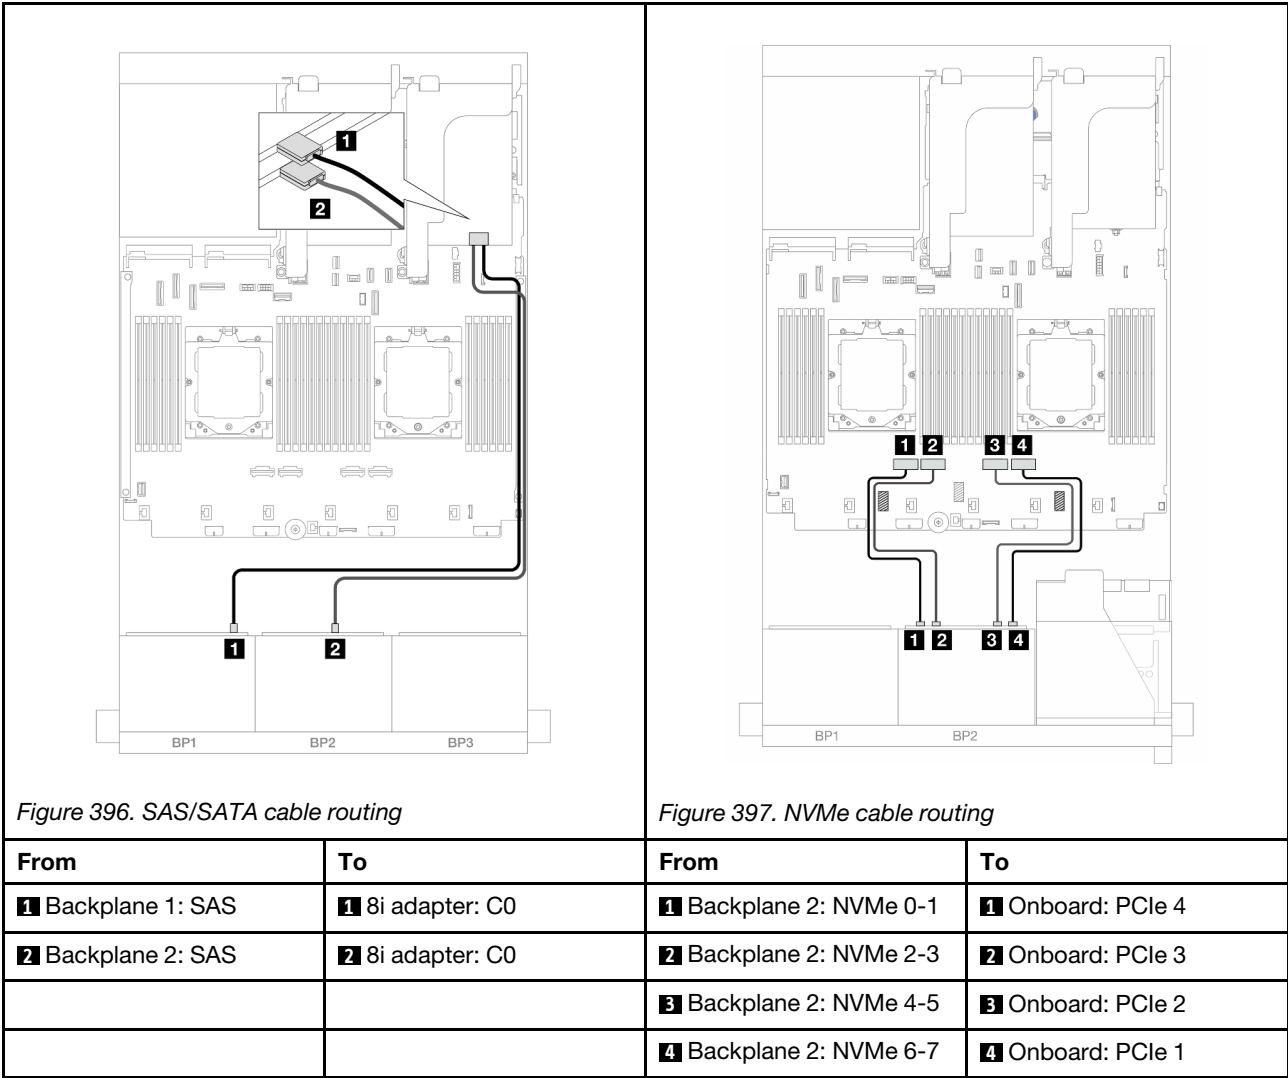 1
2
1
2
BP1
BP2
BP3
Figure 396. SAS/SATA cable routing
1 2 3 4
1 2 3 4
BP1
BP2
Figure 397. NVMe cable routing
From To
1 Backplane 1: SAS 1 8i adapter: C0
2 Backplane 2: SAS 2 8i adapter: C0
From To
1 Backplane 2: NVMe 0-1 1 Onboard: PCIe 4
2 Backplane 2: NVMe 2-3 2 Onboard: PCIe 3
3 Backplane 2: NVMe 4-5 3 Onboard: PCIe 2
4 Backplane 2: NVMe 6-7 4 Onboard: PCIe 1